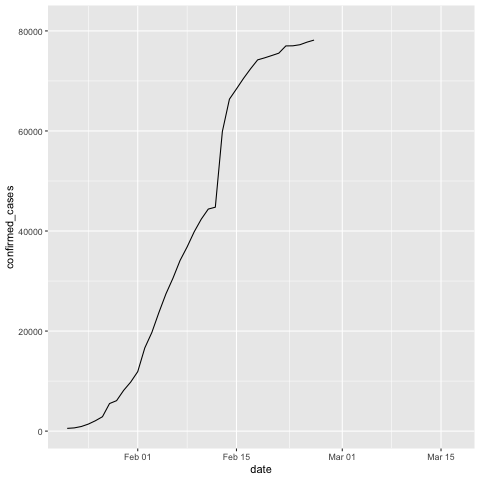 80000
60000
40000
20000
0
confirmed_cases
Feb 01
Feb 15
Mar 01
Mar 15
date